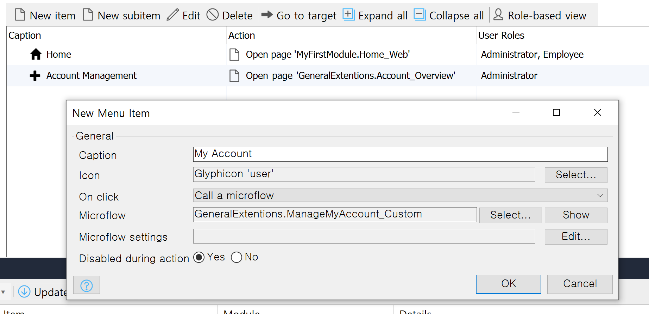 New item New subitem Edit Delete Go to target Expand all Collapse all Role-based view
Caption Action User Roles
Home Open page 'MyFirstModule.Home_Web' Administrator, Employee
Account Management Open page 'GeneralExtentions.Account_Overview' Administrator
New Menu Item
General
Caption My Account
Icon Glyphicon 'user' Select...
On click Call a microflow
Microflow GeneralExtentions.ManageMyAccount_Custom Select... Show
Microflow settings Edit...
Disabled during action Yes No
? OK Cancel
Update
Item Module Details